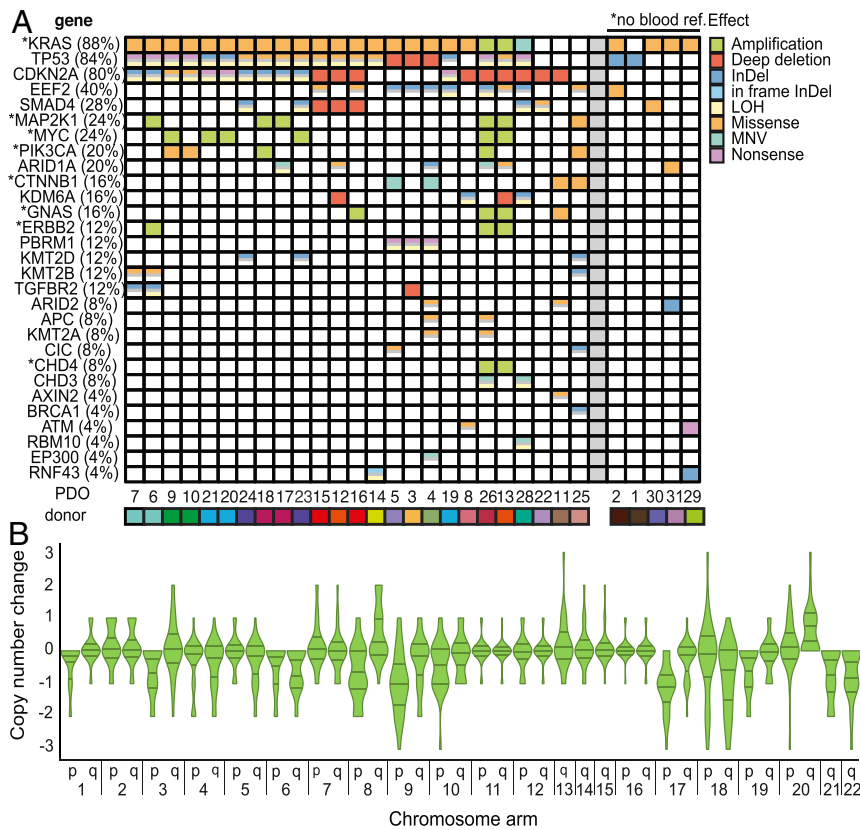 A
gene
*no blood ref.
Effect
*KRAS (88%)
TP53 (84%)
CDKN2A (80%)
EEF2 (40%)
SMAD4 (28%)
*MAP2K1 (24%)
*MYC (24%)
*PIK3CA (20%)
ARID1A (20%)
*CTNNB1 (16%)
KDM6A (16%)
*GNAS (16%)
*ERBB2 (12%)
PBRM1 (12%)
KMT2D (12%)
KMT2B (12%)
TGFBR2 (12%)
ARID2 (8%)
APC (8%)
KMT2A (8%)
CIC (8%)
*CHD4 (8%)
CHD3 (8%)
AXIN2 (4%)
BRCA1 (4%)
ATM (4%)
RBM10 (4%)
EP300 (4%)
RNF43 (4%)
Amplification
Deep deletion
InDel
in frame InDel
LOH
Missense
MNV
Nonsense
PDO 7 6 9 10 21 20 24 18 17 23 15 12 16 14 5 3 4 19 8 26 13 28 22 11 25 2 1 30 31 29
donor
B
Copy number change
3
2
1
0
-1
-2
-3
p q p q p q p q p q p q p q p q p q p q p q p q q q q p q p q p q p q p q q q
1 2 3 4 5 6 7 8 9 10 11 12 13 14 15 16 17 18 19 20 21 22
Chromosome arm